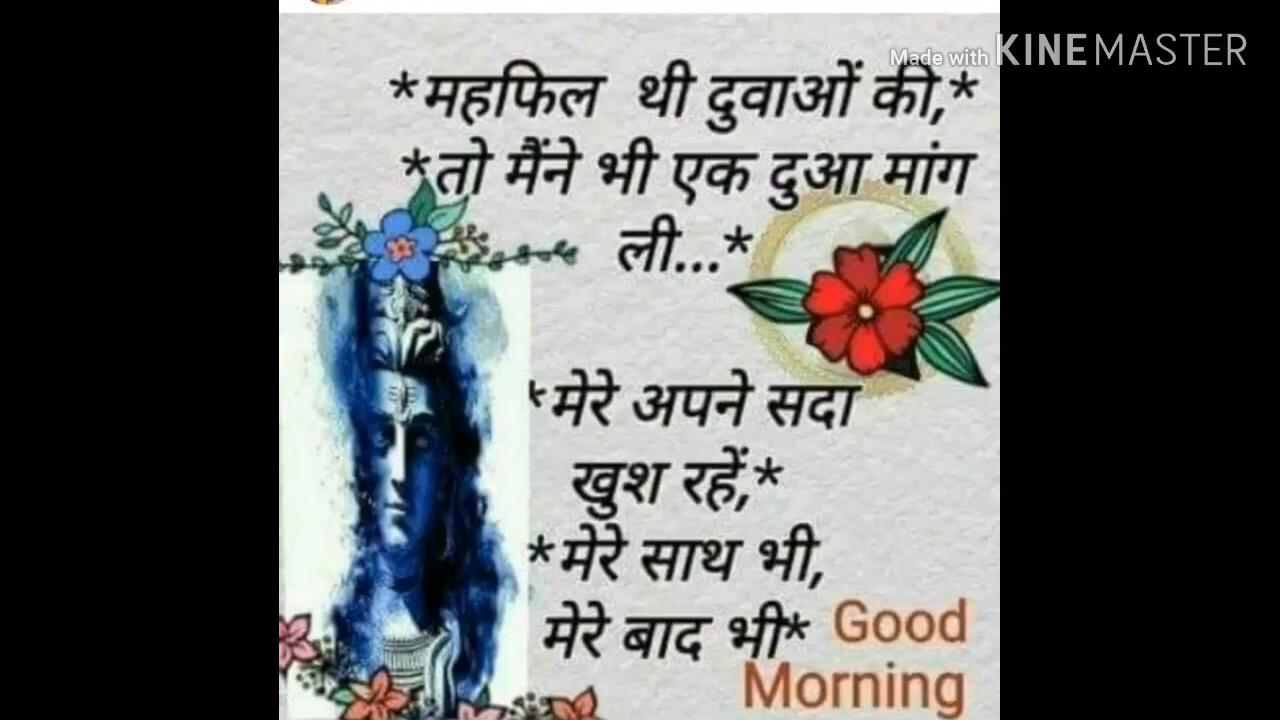 Made with KINEMASTER
*महफिल थी दुवाओं की,*
*तो मैंने भी एक दुआ मांग
ली...*
*मेरे अपने सदा
खुश रहें,*
*मेरे साथ भी,
मेरे बाद भी*
Good
Morning